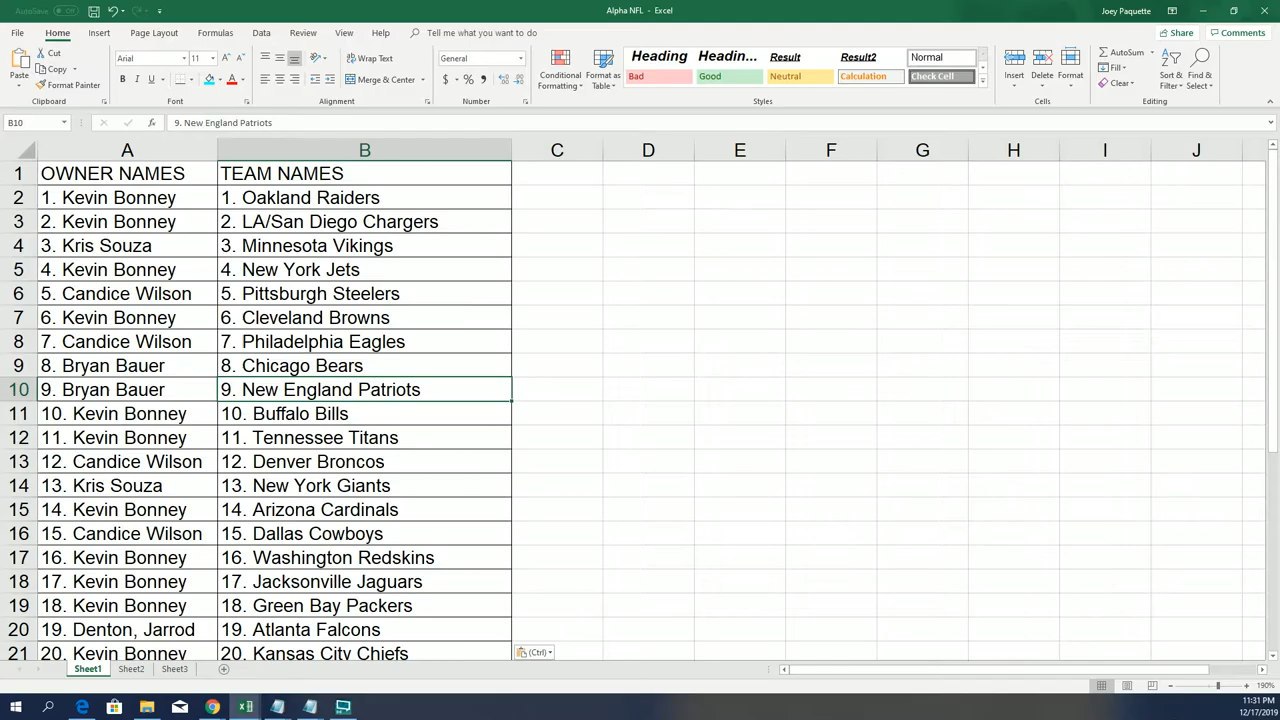 AutoSave Off
Alpha NFL - Excel
Joey Paquette
File Home Insert Page Layout Formulas Data Review View Help Tell me what you want to do
Share Comments
Paste
Cut
Copy
Format Painter
Clipboard
Arial 11
B I U
Font
Wrap Text
Merge & Center
Alignment
General
$ % ,
Number
Conditional Formatting
Format as Table
Heading Headin... Result Result2 Normal
Bad Good Neutral Calculation Check Cell
Styles
Insert Delete Format
Cells
AutoSum
Fill
Clear
Sort & Filter
Find & Select
Editing
B10 fx 9. New England Patriots
A B C D E F G H I J
1 OWNER NAMES TEAM NAMES
2 1. Kevin Bonney 1. Oakland Raiders
3 2. Kevin Bonney 2. LA/San Diego Chargers
4 3. Kris Souza 3. Minnesota Vikings
5 4. Kevin Bonney 4. New York Jets
6 5. Candice Wilson 5. Pittsburgh Steelers
7 6. Kevin Bonney 6. Cleveland Browns
8 7. Candice Wilson 7. Philadelphia Eagles
9 8. Bryan Bauer 8. Chicago Bears
10 9. Bryan Bauer 9. New England Patriots
11 10. Kevin Bonney 10. Buffalo Bills
12 11. Kevin Bonney 11. Tennessee Titans
13 12. Candice Wilson 12. Denver Broncos
14 13. Kris Souza 13. New York Giants
15 14. Kevin Bonney 14. Arizona Cardinals
16 15. Candice Wilson 15. Dallas Cowboys
17 16. Kevin Bonney 16. Washington Redskins
18 17. Kevin Bonney 17. Jacksonville Jaguars
19 18. Kevin Bonney 18. Green Bay Packers
20 19. Denton, Jarrod 19. Atlanta Falcons
21 20. Kevin Bonney 20. Kansas City Chiefs
(Ctrl)
Sheet1 Sheet2 Sheet3
190%
11:31 PM
12/17/2019